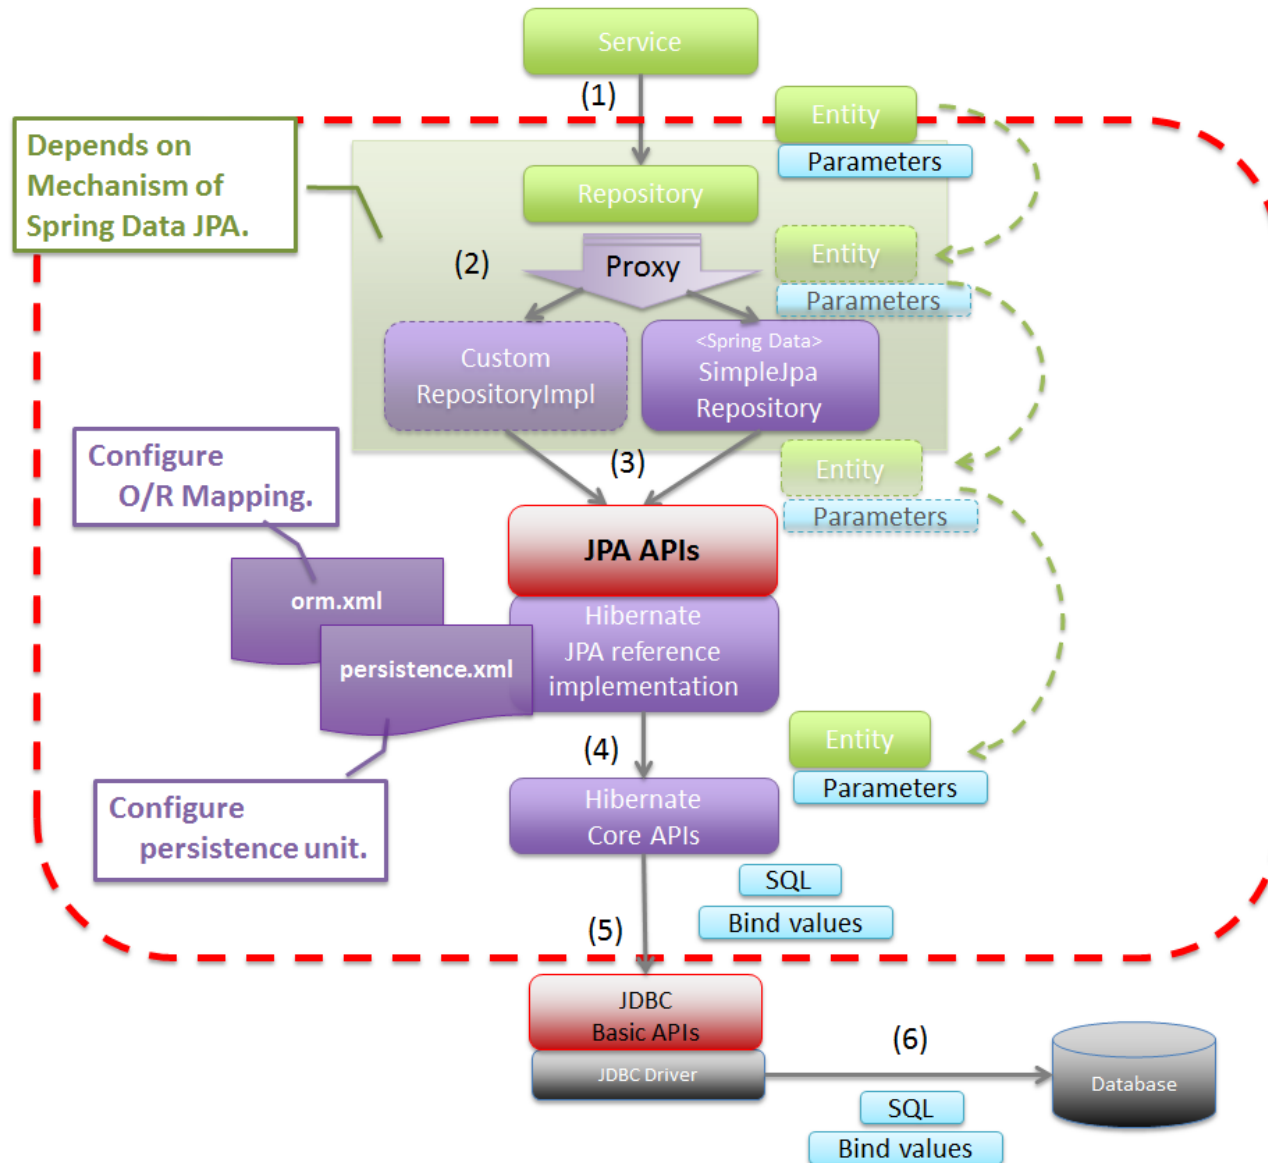 Service
(1)
Entity
Parameters
Depends on
Mechanism of
Spring Data JPA.
Repository
(2)
Proxy
Entity
Parameters
Custom
RepositoryImpl
<Spring Data>
SimpleJpa
Repository
(3)
Entity
Parameters
Configure
O/R Mapping.
JPA APIs
orm.xml
persistence.xml
Hibernate
JPA reference
implementation
(4)
Entity
Parameters
Configure
persistence unit.
Hibernate
Core APIs
SQL
Bind values
(5)
JDBC
Basic APIs
JDBC Driver
(6)
Database
SQL
Bind values